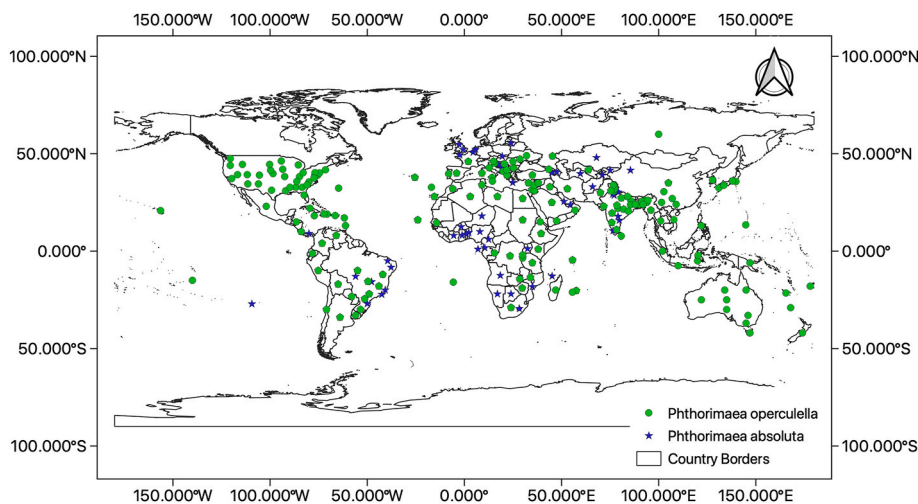 150.000°W 100.000°W 50.000°W 0.000° 50.000°E 100.000°E 150.000°E
100.000°N 100.000°N
50.000°N 50.000°N
0.000° 0.000°
50.000°S 50.000°S
Phthorimaea operculella
Phthorimaea absoluta
100.000°S Country Borders 100.000°S
150.000°W 100.000°W 50.000°W 0.000° 50.000°E 100.000°E 150.000°E